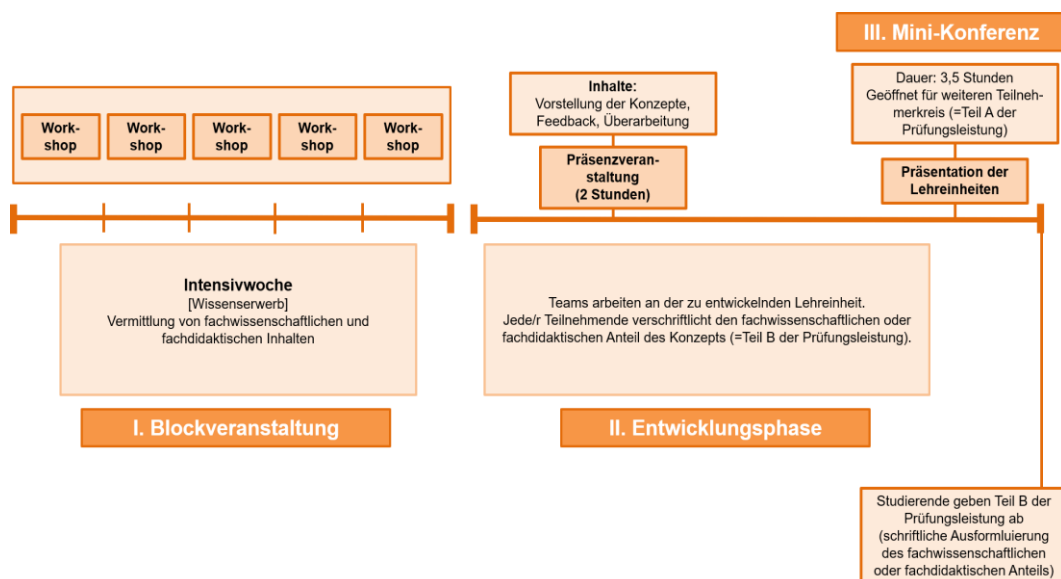 III. Mini-Konferenz
Inhalte:
Vorstellung der Konzepte,
Feedback, Überarbeitung
Dauer: 3,5 Stunden
Geöffnet für weiteren Teilneh-
merkreis (=Teil A der
Prüfungsleistung)
Work-
shop
Work-
shop
Work-
shop
Work-
shop
Work-
shop
Präsenzveran-
staltung
(2 Stunden)
Präsentation der
Lehreinheiten
Intensivwoche
[Wissenserwerb]
Vermittlung von fachwissenschaftlichen und
fachdidaktischen Inhalten
Teams arbeiten an der zu entwickelnden Lehreinheit.
Jede/r Teilnehmende verschriftlicht den fachwissenschaftlichen oder
fachdidaktischen Anteil des Konzepts (=Teil B der Prüfungsleistung).
I. Blockveranstaltung
II. Entwicklungsphase
Studierende geben Teil B der
Prüfungsleistung ab
(schriftliche Ausformluierung
des fachwissenschaftlichen
oder fachdidaktischen Anteils)